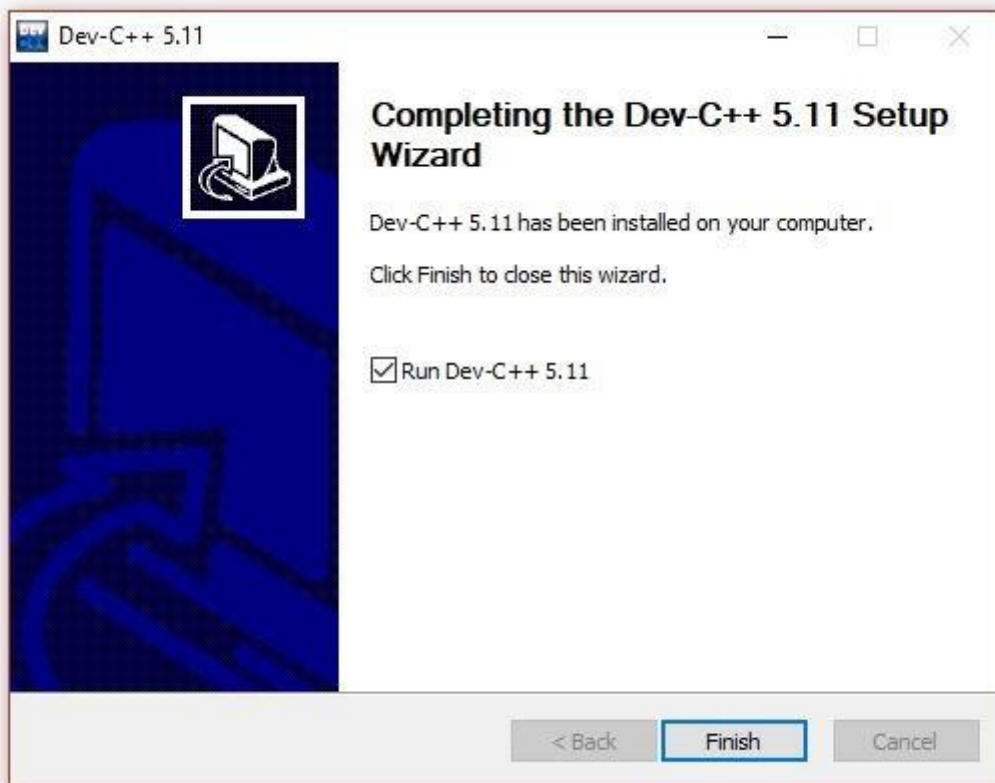 Dev-C++ 5.11
Completing the Dev-C++ 5.11 Setup
Wizard
Dev-C++ 5.11 has been installed on your computer.
Click Finish to close this wizard.
Run Dev-C++ 5.11
< Back
Finish
Cancel